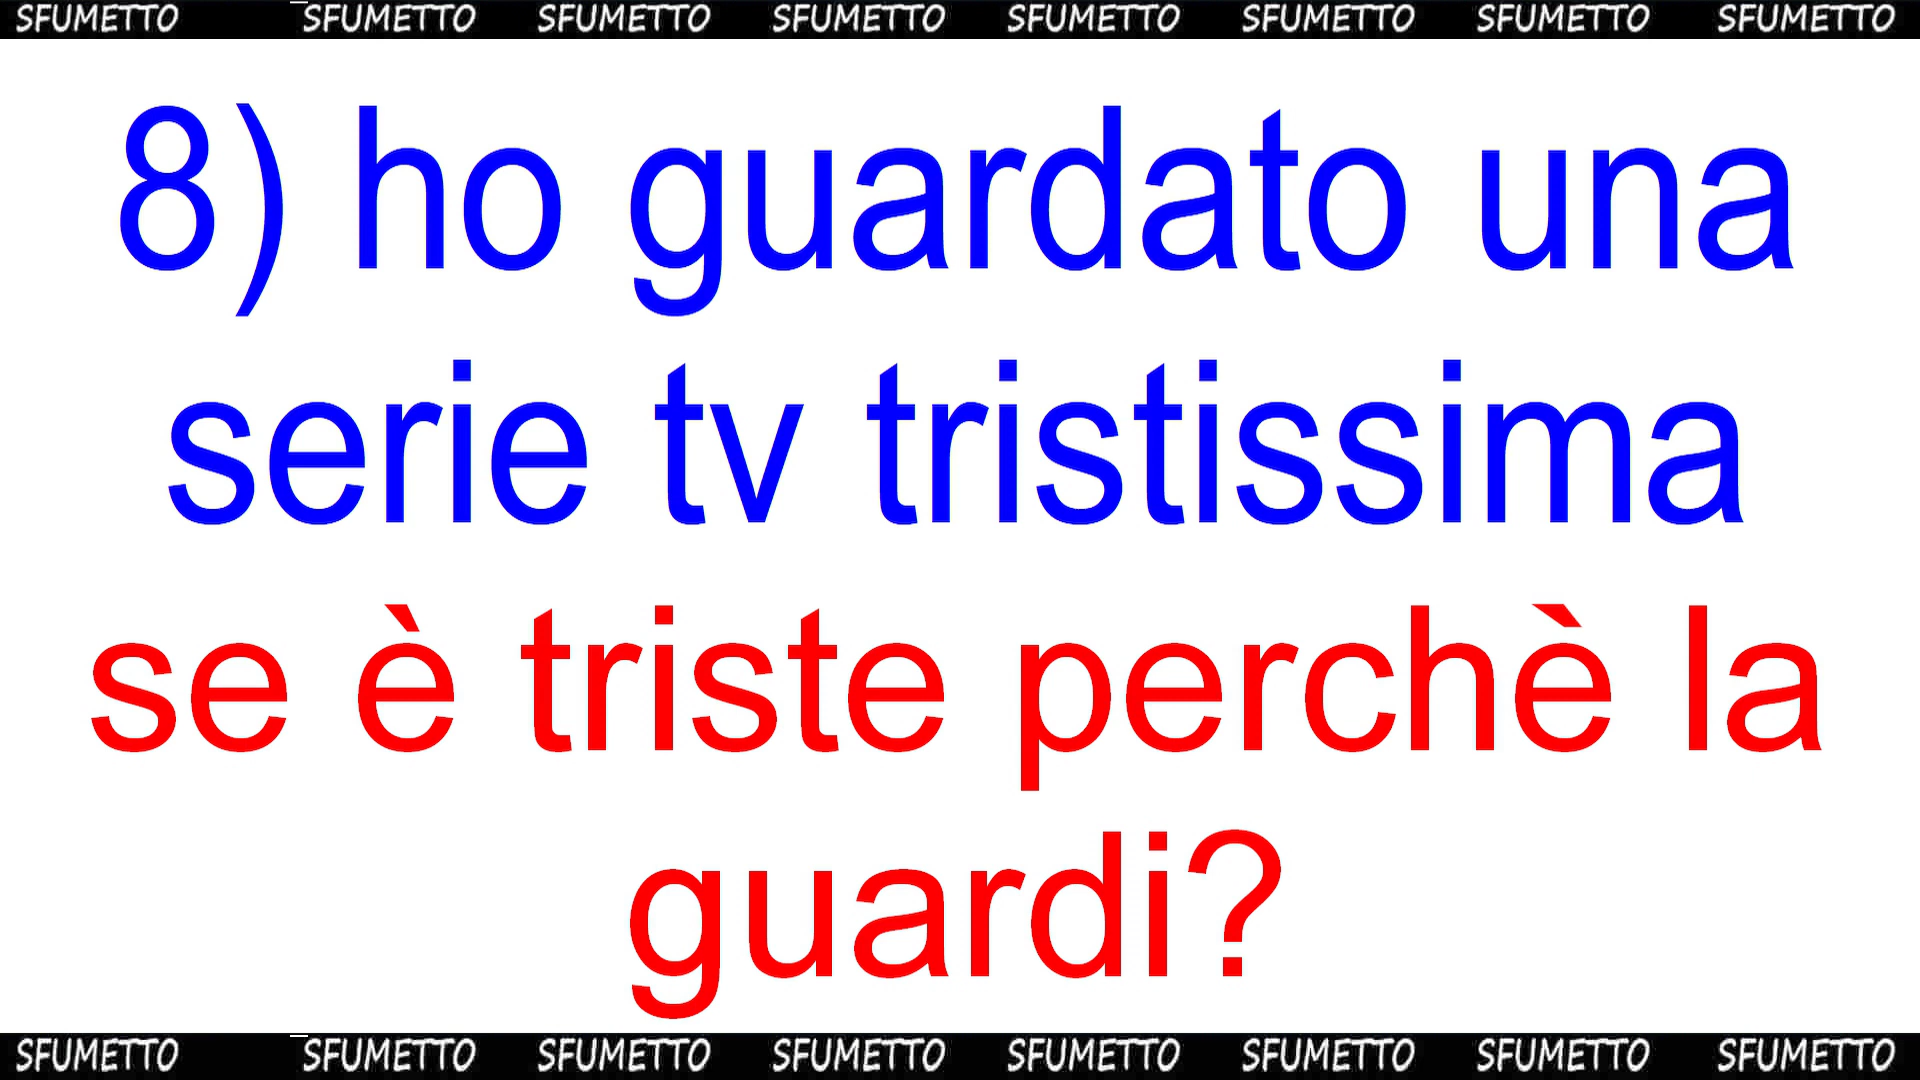 SFUMETTO SFUMETTO SFUMETTO SFUMETTO SFUMETTO SFUMETTO SFUMETTO SFUMETTO
8) ho guardato una
serie tv tristissima
se è triste perchè la
guardi?
SFUMETTO SFUMETTO SFUMETTO SFUMETTO SFUMETTO SFUMETTO SFUMETTO SFUMETTO